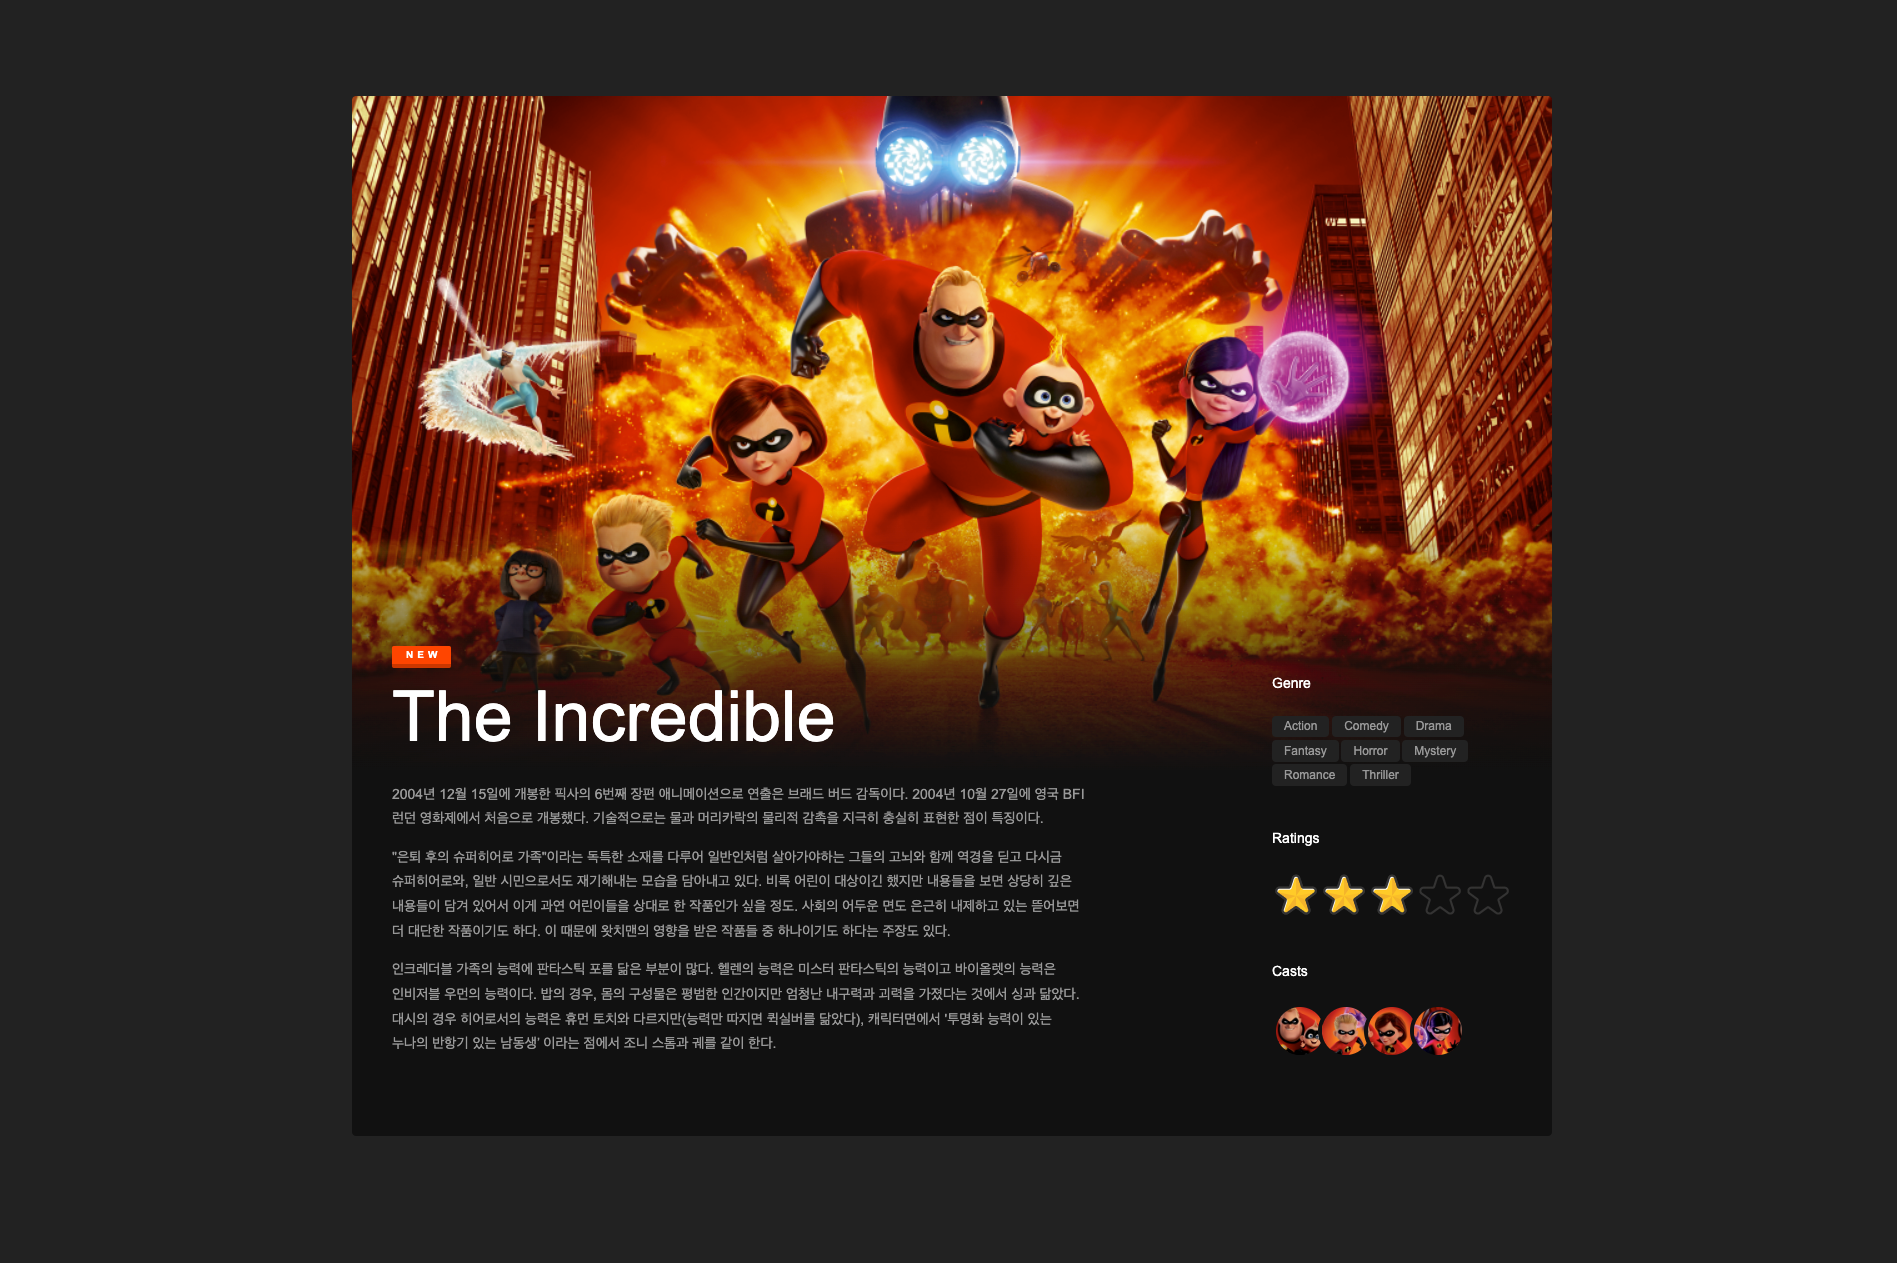 NEW
The Incredible
2004년 12월 15일에 개봉한 픽사의 6번째 장편 애니메이션으로 연출은 브래드 버드 감독이다. 2004년 10월 27일에 영국 BFI
런던 영화제에서 처음으로 개봉했다. 기술적으로는 물과 머리카락의 물리적 감촉을 지극히 충실히 표현한 점이 특징이다.
"은퇴 후의 슈퍼히어로 가족"이라는 독특한 소재를 다루어 일반인처럼 살아가야하는 그들의 고뇌와 함께 역경을 딛고 다시금
슈퍼히어로와, 일반 시민으로서도 재기해내는 모습을 담아내고 있다. 비록 어린이 대상이긴 했지만 내용들을 보면 상당히 깊은
내용들이 담겨 있어서 이게 과연 어린이들을 상대로 한 작품인가 싶을 정도. 사회의 어두운 면도 은근히 내제하고 있는 뜯어보면
더 대단한 작품이기도 하다. 이 때문에 왓치맨의 영향을 받은 작품들 중 하나이기도 하다는 주장도 있다.
인크레더블 가족의 능력에 판타스틱 포를 닮은 부분이 많다. 헬렌의 능력은 미스터 판타스틱의 능력이고 바이올렛의 능력은
인비저블 우먼의 능력이다. 밥의 경우, 몸의 구성물은 평범한 인간이지만 엄청난 내구력과 괴력을 가졌다는 것에서 싱과 닮았다.
대시의 경우 히어로서의 능력은 휴먼 토치와 다르지만(능력만 따지면 퀵실버를 닮았다), 캐릭터면에서 '투명화 능력이 있는
누나의 반항기 있는 남동생' 이라는 점에서 조니 스톰과 궤를 같이 한다.
Genre
Action Comedy Drama
Fantasy Horror Mystery
Romance Thriller
Ratings
Casts